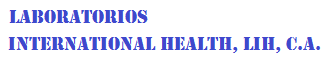 LABORATORIOS
INTERNATIONAL HEALTH, LIH, C.A.